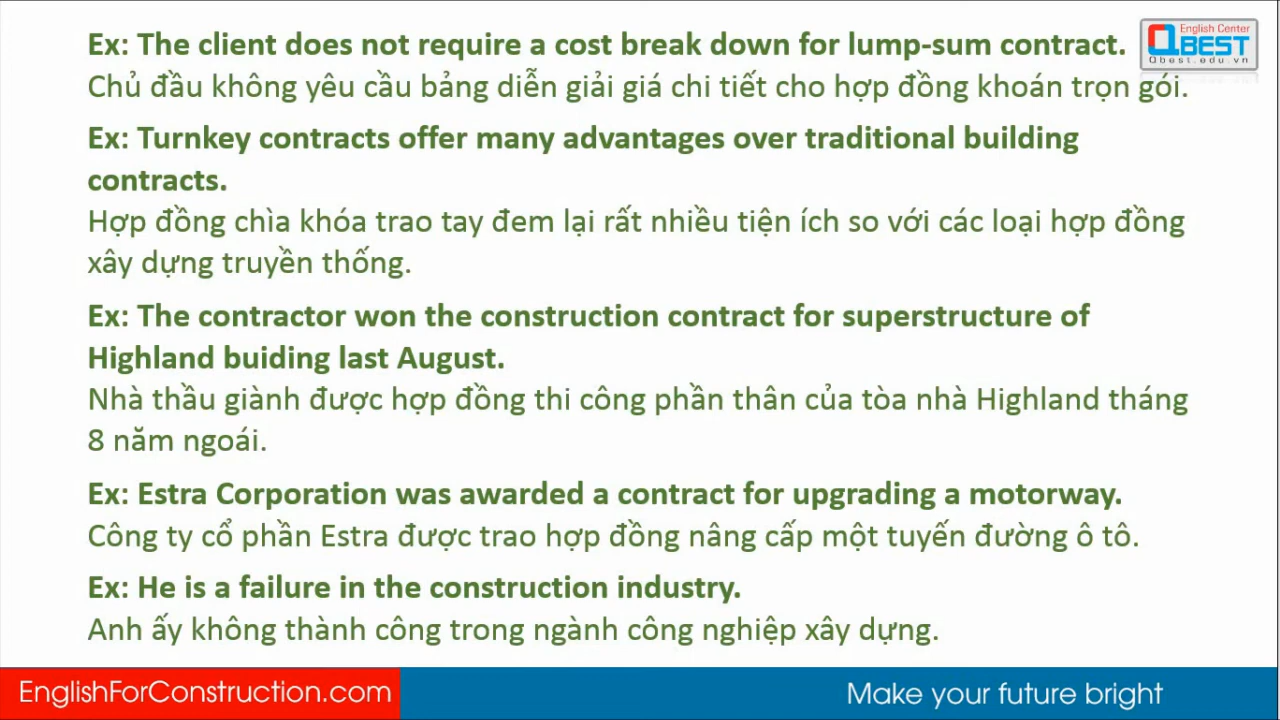 Ex: The client does not require a cost break down for lump-sum contract.
Chủ đầu không yêu cầu bảng diễn giải giá chi tiết cho hợp đồng khoán trọn gói.
Ex: Turnkey contracts offer many advantages over traditional building
contracts.
Hợp đồng chìa khóa trao tay đem lại rất nhiều tiện ích so với các loại hợp đồng
xây dựng truyền thống.
Ex: The contractor won the construction contract for superstructure of
Highland buiding last August.
Nhà thầu giành được hợp đồng thi công phần thân của tòa nhà Highland tháng
8 năm ngoái.
Ex: Estra Corporation was awarded a contract for upgrading a motorway.
Công ty cổ phần Estra được trao hợp đồng nâng cấp một tuyến đường ô tô.
Ex: He is a failure in the construction industry.
Anh ấy không thành công trong ngành công nghiệp xây dựng.
English Center
QBEST
Qbest.edu.vn
EnglishForConstruction.com
Make your future bright